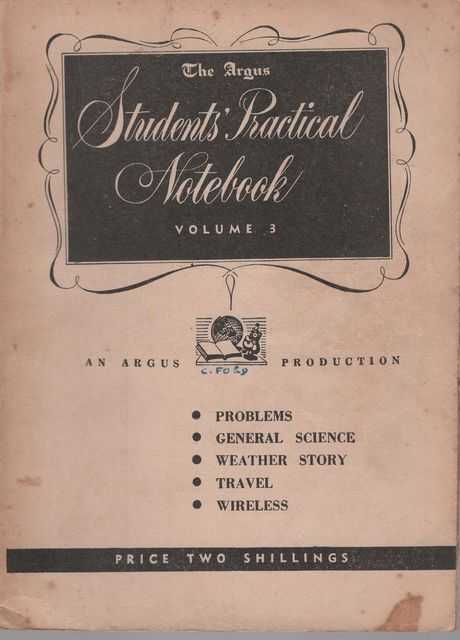 The Argus
Students' Practical
Notebook
VOLUME 3
AN ARGUS PRODUCTION
C. FORD
PROBLEMS
GENERAL SCIENCE
WEATHER STORY
TRAVEL
WIRELESS
PRICE TWO SHILLINGS